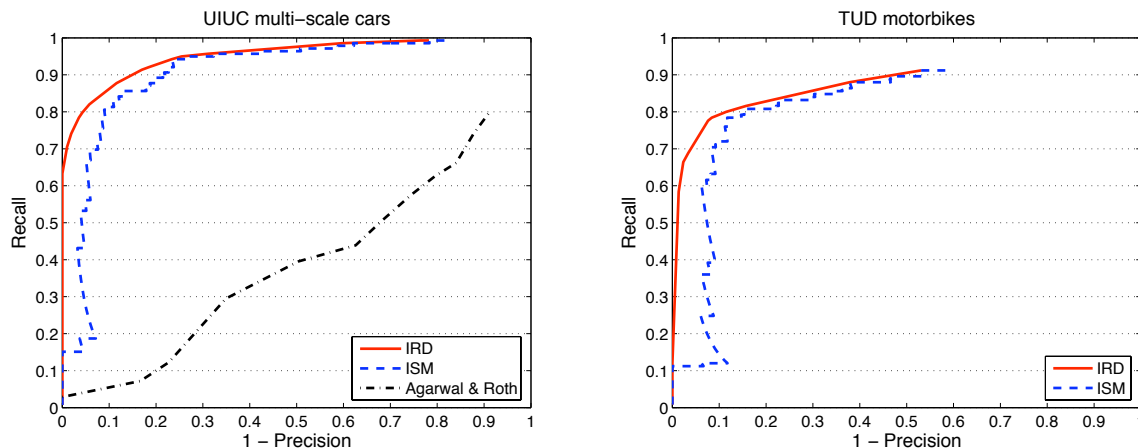 UIUC multi-scale cars
1
0.9
0.8
0.7
0.6
0.5
0.4
0.3
0.2
0.1
0
Recall
0 0.1 0.2 0.3 0.4 0.5 0.6 0.7 0.8 0.9 1
1 - Precision
IRD
ISM
Agarwal & Roth
TUD motorbikes
1
0.9
0.8
0.7
0.6
0.5
0.4
0.3
0.2
0.1
0
Recall
0 0.1 0.2 0.3 0.4 0.5 0.6 0.7 0.8 0.9
1 - Precision
IRD
ISM